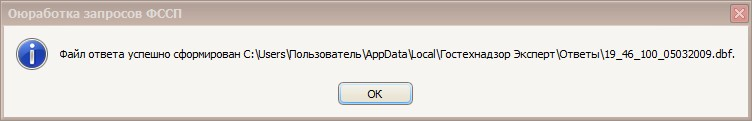 Оюработка запросов ФССП
Файл ответа успешно сформирован C:\Users\Пользователь\AppData\Local\Гостехнадзор Эксперт\Ответы\19_46_100_05032009.dbf.
OK